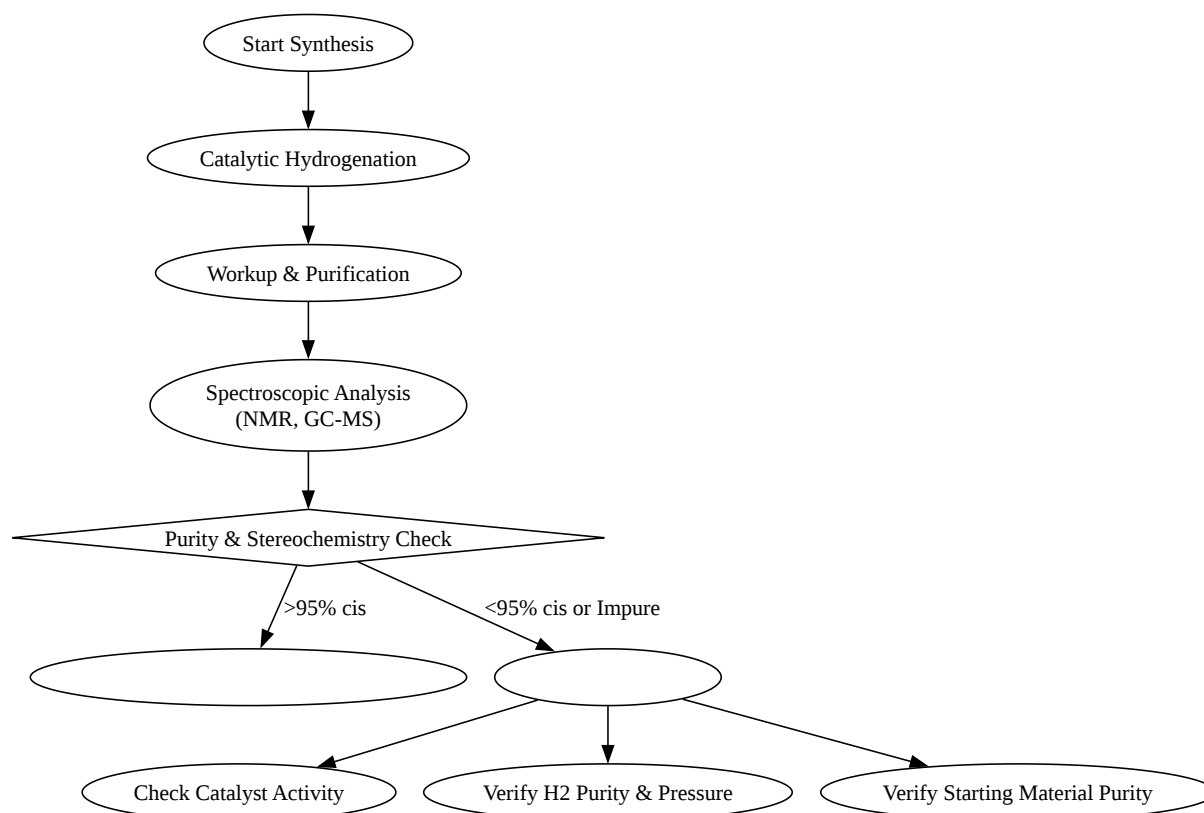 Start Synthesis
Catalytic Hydrogenation
Workup & Purification
Spectroscopic Analysis
(NMR, GC-MS)
Purity & Stereochemistry Check
>95% cis
<95% cis or Impure
Check Catalyst Activity
Verify H2 Purity & Pressure
Verify Starting Material Purity